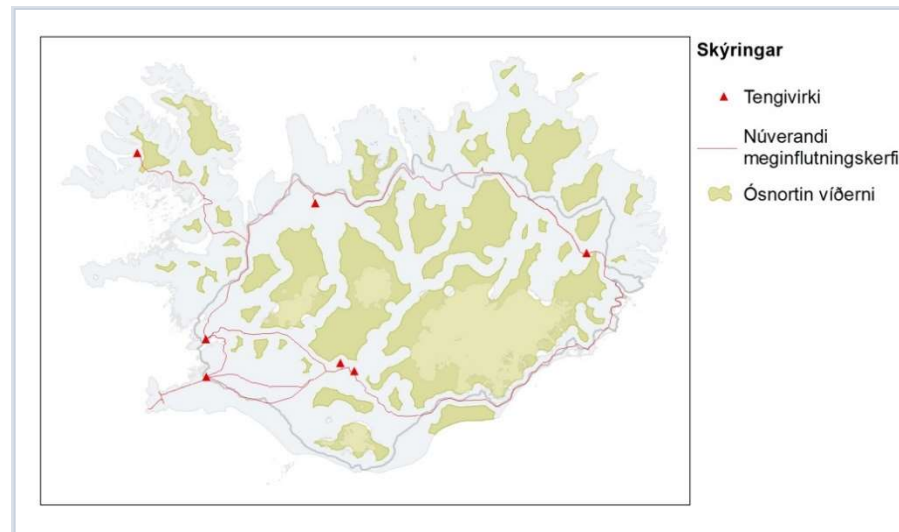 Skýringar
Tengivirki
Núverandi
meginflutningskerfi
Ósnortin víðerni